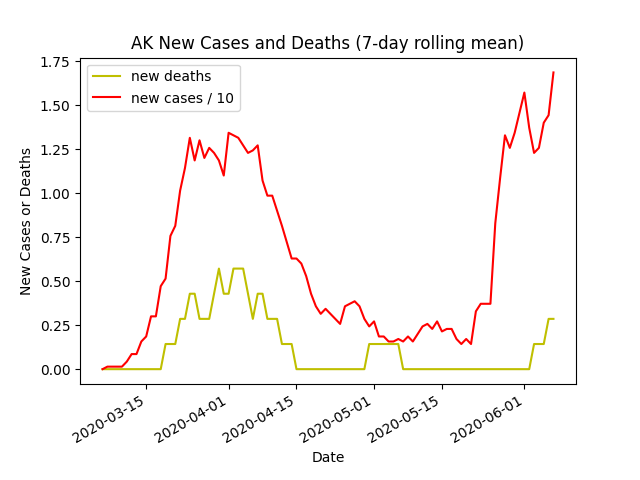 AK New Cases and Deaths (7-day rolling mean)
new deaths
new cases / 10
New Cases or Deaths
1.75
1.50
1.25
1.00
0.75
0.50
0.25
0.00
2020-03-15
2020-04-01
2020-04-15
2020-05-01
2020-05-15
2020-06-01
Date